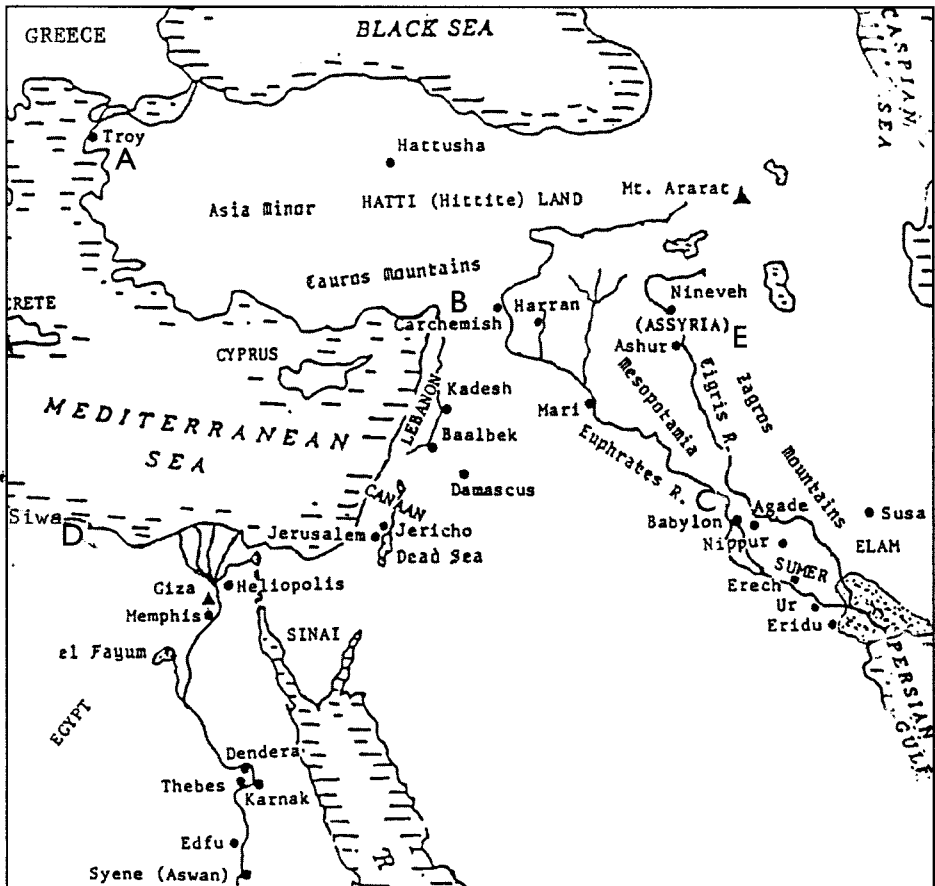 GREECE
BLACK SEA
CASPIAN SEA
Troy
A
Hattusha
Asia Minor
HATTI (Hittite) LAND
Mt. Ararat
Tauros Mountains
CRETE
B
Carchemish
Harran
Nineveh
(ASSYRIA)
E
Ashur
CYPRUS
LEBANON
Kadesh
Mari
Mesopotamia
Tigris R.
Zagros Mountains
MEDITERRANEAN
SEA
Baalbek
Euphrates R.
Damascus
CANAAN
Siwa
D
Jerusalem
Jericho
Dead Sea
C
Babylon
Agade
Susa
Nippur
ELAM
Giza
Heliopolis
Memphis
Erech
SUMER
Ur
Eridu
SINAI
el Fayum
PERSIAN
GULF
EGYPT
Dendera
Thebes
Karnak
Edfu
R
Syene (Aswan)